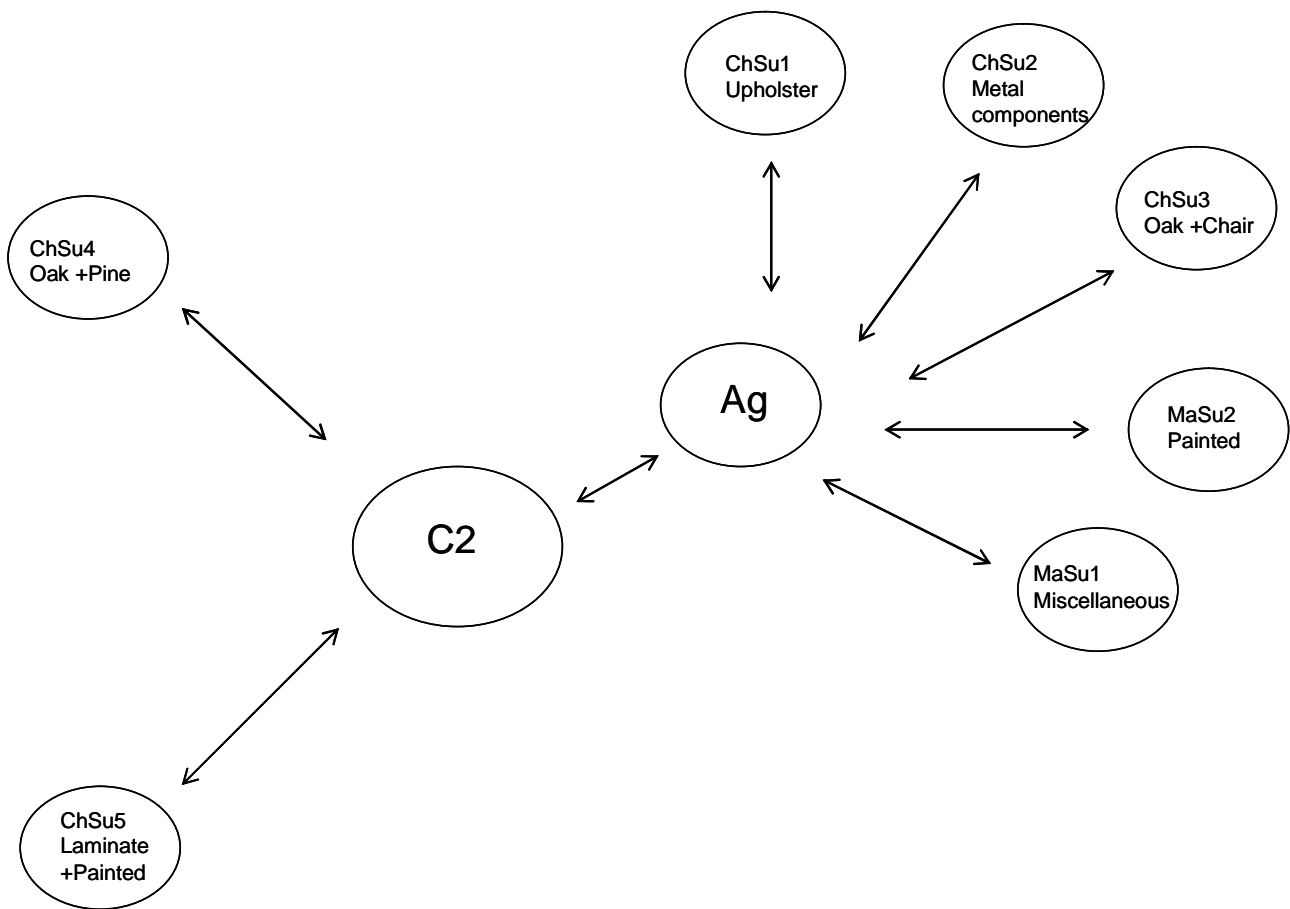 ChSu1
Upholster
ChSu2
Metal
components
ChSu3
Oak +Chair
ChSu4
Oak +Pine
Ag
MaSu2
Painted
C2
MaSu1
Miscellaneous
ChSu5
Laminate
+Painted